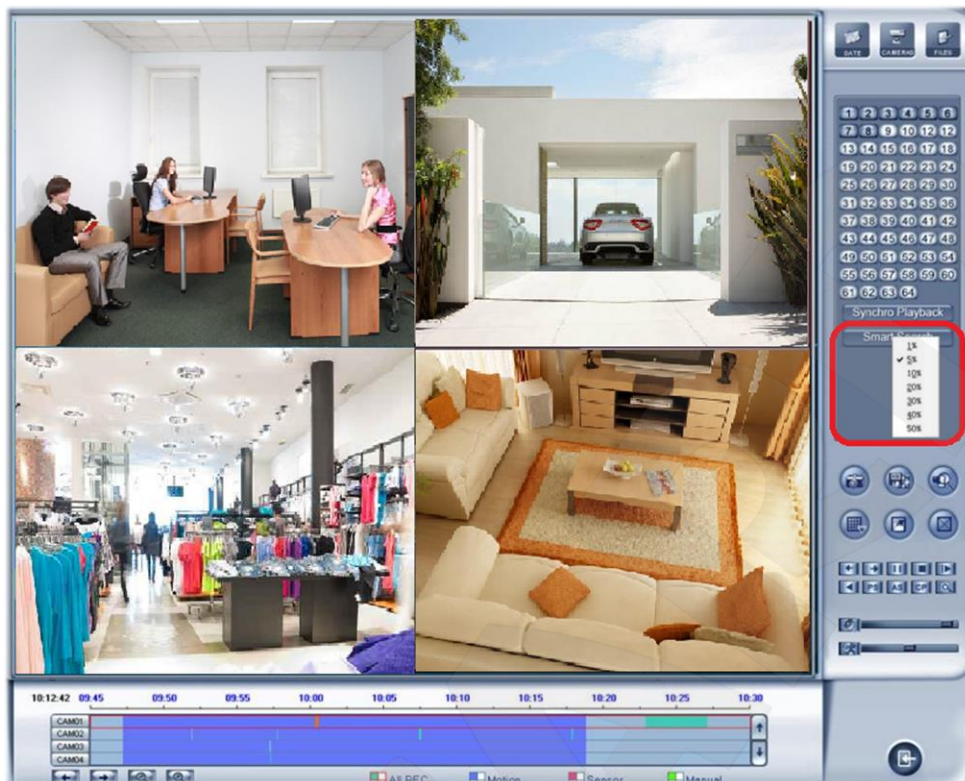 DATE CAMERAS FILES
1 2 3 4 5 6
7 8 9 10 12 12
13 14 15 16 17 18
19 20 21 22 23 24
25 26 27 28 29 30
31 32 33 34 35 36
37 38 39 40 41 42
43 44 45 46 47 48
49 50 51 52 53 54
55 56 57 58 59 60
61 62 63 64
Synchro Playback
Smart Search
1%
5%
10%
20%
30%
40%
50%
10:12:42 09:45 09:50 09:55 10:00 10:05 10:10 10:15 10:20 10:25 10:30
CAM01
CAM02
CAM03
CAM04
All REC Motion Sensor Manual